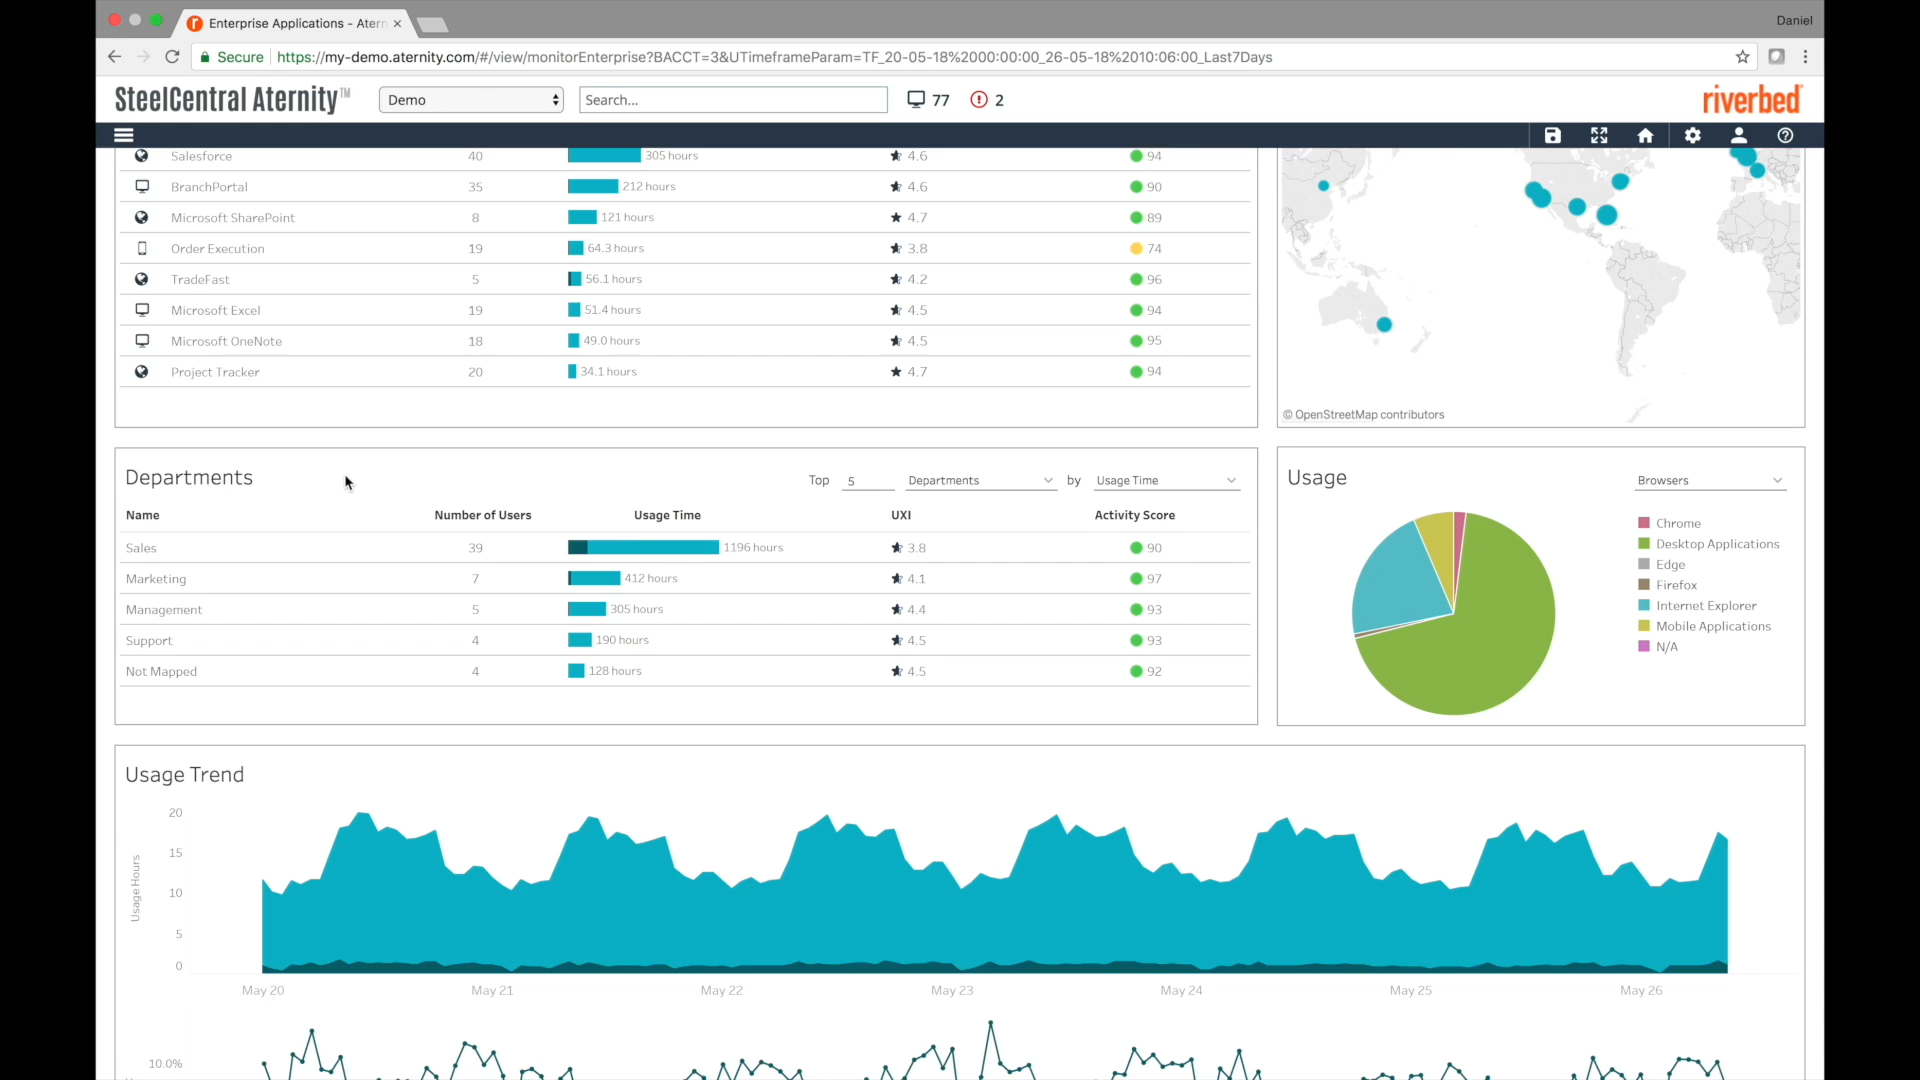 Enterprise Applications - Atern
Daniel
Secure https://my-demo.aternity.com/#/view/monitorEnterprise?BACCT=3&UTimeframeParam=TF_20-05-18%2000:00:00_26-05-18%2010:06:00_Last7Days
SteelCentral Aternity™ Demo Search... 77 2 riverbed
Salesforce 40 305 hours 4.6 94
BranchPortal 35 212 hours 4.6 90
Microsoft SharePoint 8 121 hours 4.7 89
Order Execution 19 64.3 hours 3.8 74
TradeFast 5 56.1 hours 4.2 96
Microsoft Excel 19 51.4 hours 4.5 94
Microsoft OneNote 18 49.0 hours 4.5 95
Project Tracker 20 34.1 hours 4.7 94
© OpenStreetMap contributors
Departments Top 5 Departments by Usage Time
Name Number of Users Usage Time UXI Activity Score
Sales 39 1196 hours 3.8 90
Marketing 7 412 hours 4.1 97
Management 5 305 hours 4.4 93
Support 4 190 hours 4.5 93
Not Mapped 4 128 hours 4.5 92
Usage Browsers
Chrome
Desktop Applications
Edge
Firefox
Internet Explorer
Mobile Applications
N/A
Usage Trend
Usage Hours
20
15
10
5
0
May 20 May 21 May 22 May 23 May 24 May 25 May 26
10.0%